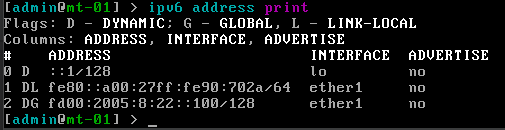 [admin@mt-01] > ipv6 address print
Flags: D - DYNAMIC; G - GLOBAL, L - LINK-LOCAL
Columns: ADDRESS, INTERFACE, ADVERTISE
#    ADDRESS                       INTERFACE  ADVERTISE
0 D  ::1/128                       lo         no
1 DL fe80::a00:27ff:fe90:702a/64   ether1     no
2 DG fd00:2005:8:22::100/128       ether1     no
[admin@mt-01] > _